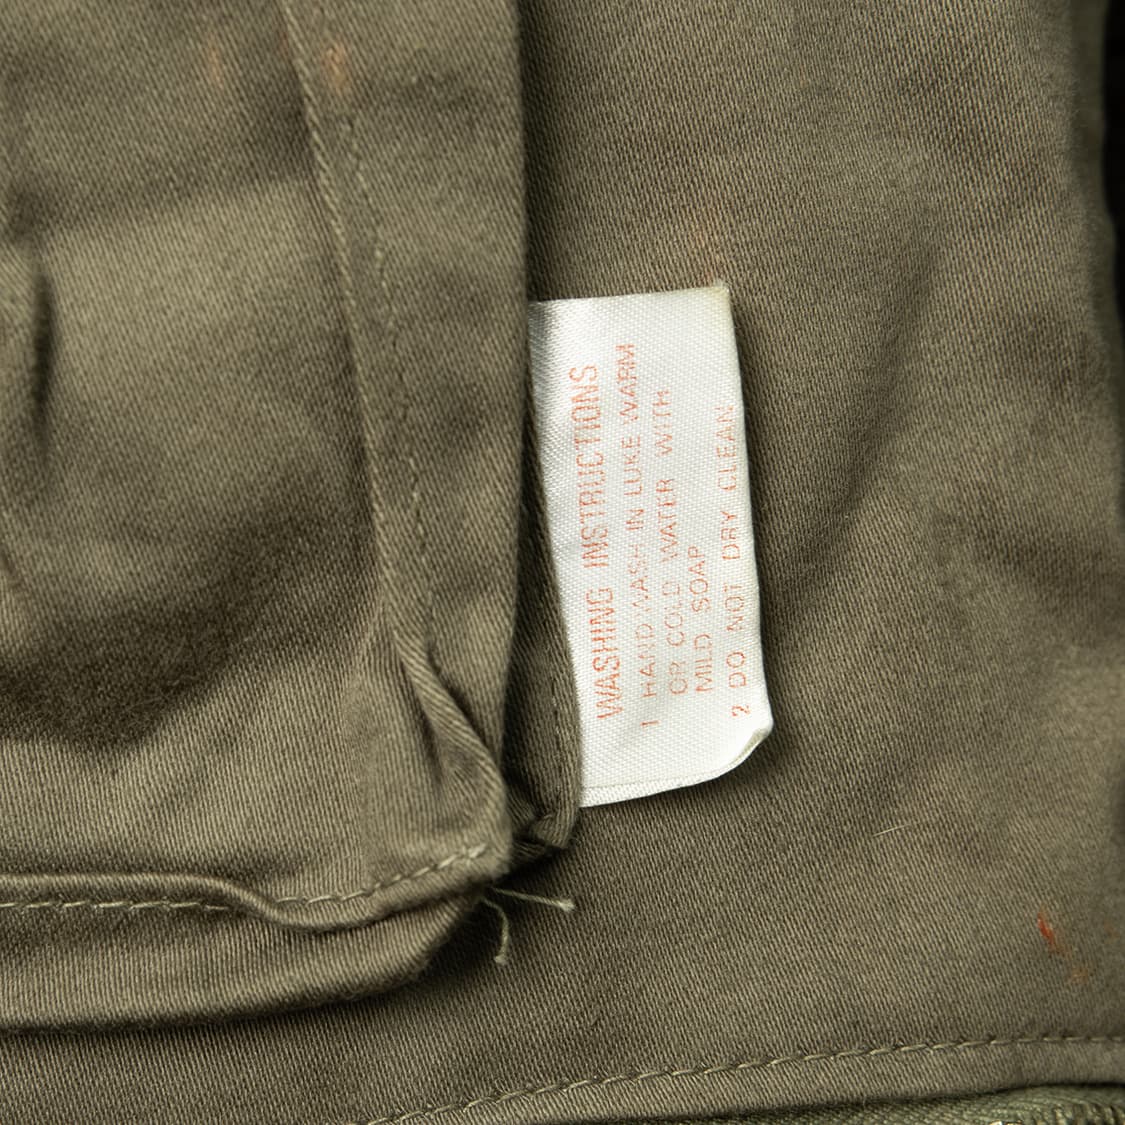 WASHING INSTRUCTIONS
1 HAND WASH IN LUKE WARM
OR COLD WATER WITH
MILD SOAP
2 DO NOT DRY CLEAN